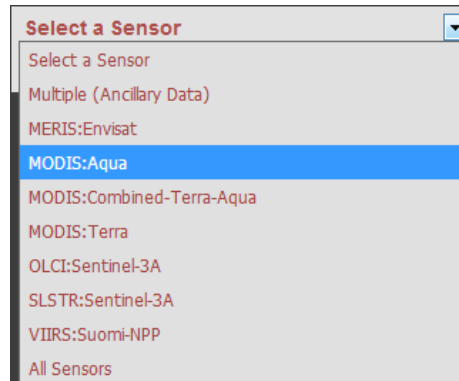 Select a Sensor
Select a Sensor
Multiple (Ancillary Data)
MERIS:Envisat
MODIS:Aqua
MODIS:Combined-Terra-Aqua
MODIS:Terra
OLCI:Sentinel-3A
SLSTR:Sentinel-3A
VIIRS:Suomi-NPP
All Sensors